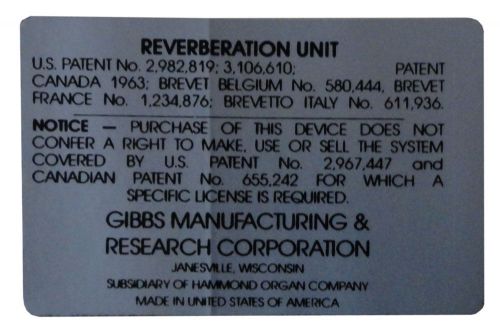 REVERBERATION UNIT
U.S. PATENT No. 2,982,819; 3,106,610; PATENT
CANADA 1963; BREVET BELGIUM No. 580,444, BREVET
FRANCE No. 1,234,876; BREVETTO ITALY No. 611,936.
NOTICE — PURCHASE OF THIS DEVICE DOES NOT
CONFER A RIGHT TO MAKE, USE OR SELL THE SYSTEM
COVERED BY U.S. PATENT No. 2,967,447 and
CANADIAN PATENT No. 655,242 FOR WHICH A
SPECIFIC LICENSE IS REQUIRED.
GIBBS MANUFACTURING &
RESEARCH CORPORATION
JANESVILLE, WISCONSIN
SUBSIDIARY OF HAMMOND ORGAN COMPANY
MADE IN UNITED STATES OF AMERICA